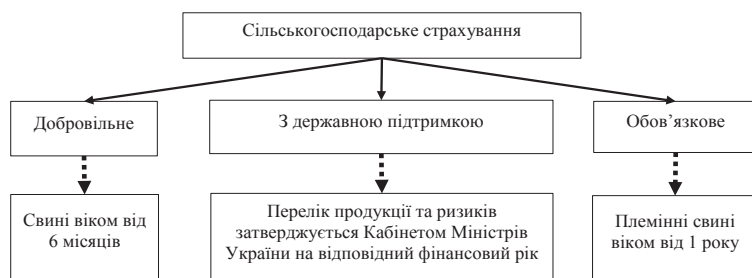 Сільськогосподарське страхування
Добровільне
З державною підтримкою
Обов’язкове
Свині віком від
6 місяців
Перелік продукції та ризиків
затверджується Кабінетом Міністрів
України на відповідний фінансовий рік
Племінні свині
віком від 1 року